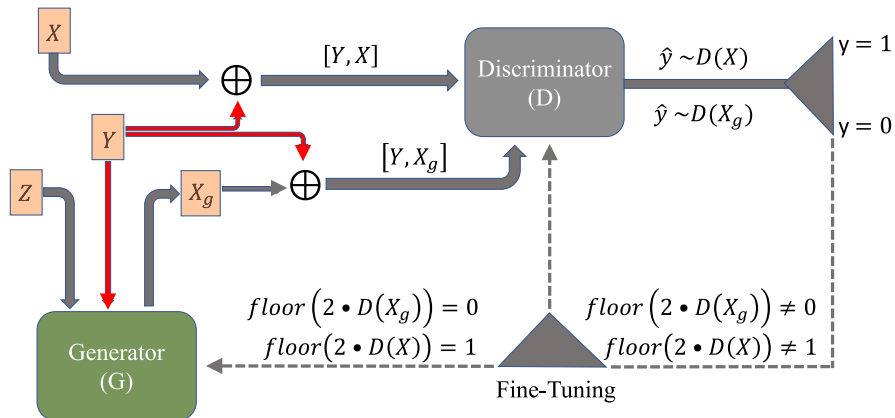 X
[Y, X]
Discriminator
(D)
ŷ ~D(X)
y = 1
ŷ ~D(X_g)
y = 0
Y
[Y, X_g]
Z
X_g
floor(2 • D(X_g)) = 0
floor(2 • D(X)) = 1
floor(2 • D(X_g)) ≠ 0
floor(2 • D(X)) ≠ 1
Generator
(G)
Fine-Tuning